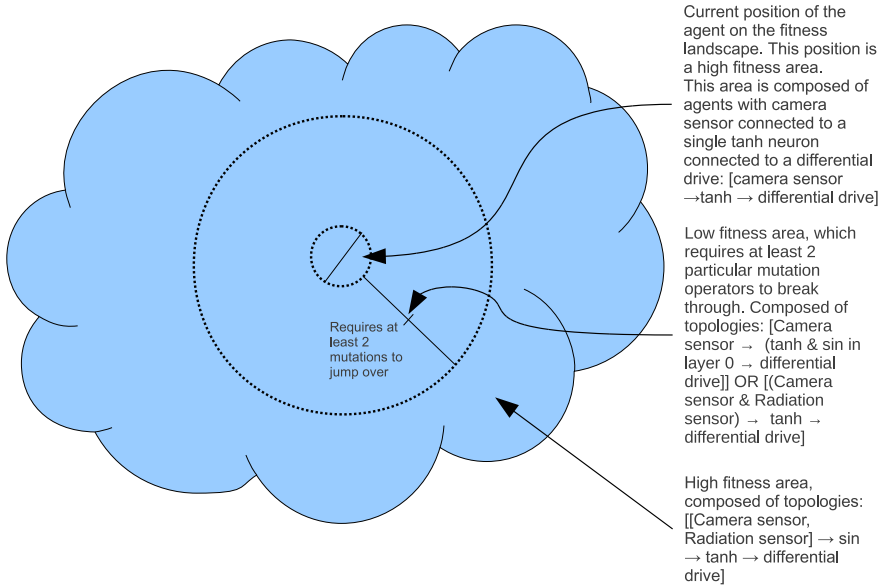 Current position of the
agent on the fitness
landscape. This position is
a high fitness area.
This area is composed of
agents with camera
sensor connected to a
single tanh neuron
connected to a differential
drive: [camera sensor
→tanh → differential drive]
Low fitness area, which
requires at least 2
particular mutation
operators to break
through. Composed of
topologies: [Camera
sensor → (tanh & sin in
layer 0 → differential
drive]] OR [(Camera
sensor & Radiation
sensor) → tanh →
differential drive]
Requires at
least 2
mutations to
jump over
High fitness area,
composed of topologies:
[[Camera sensor,
Radiation sensor] → sin
→ tanh → differential
drive]